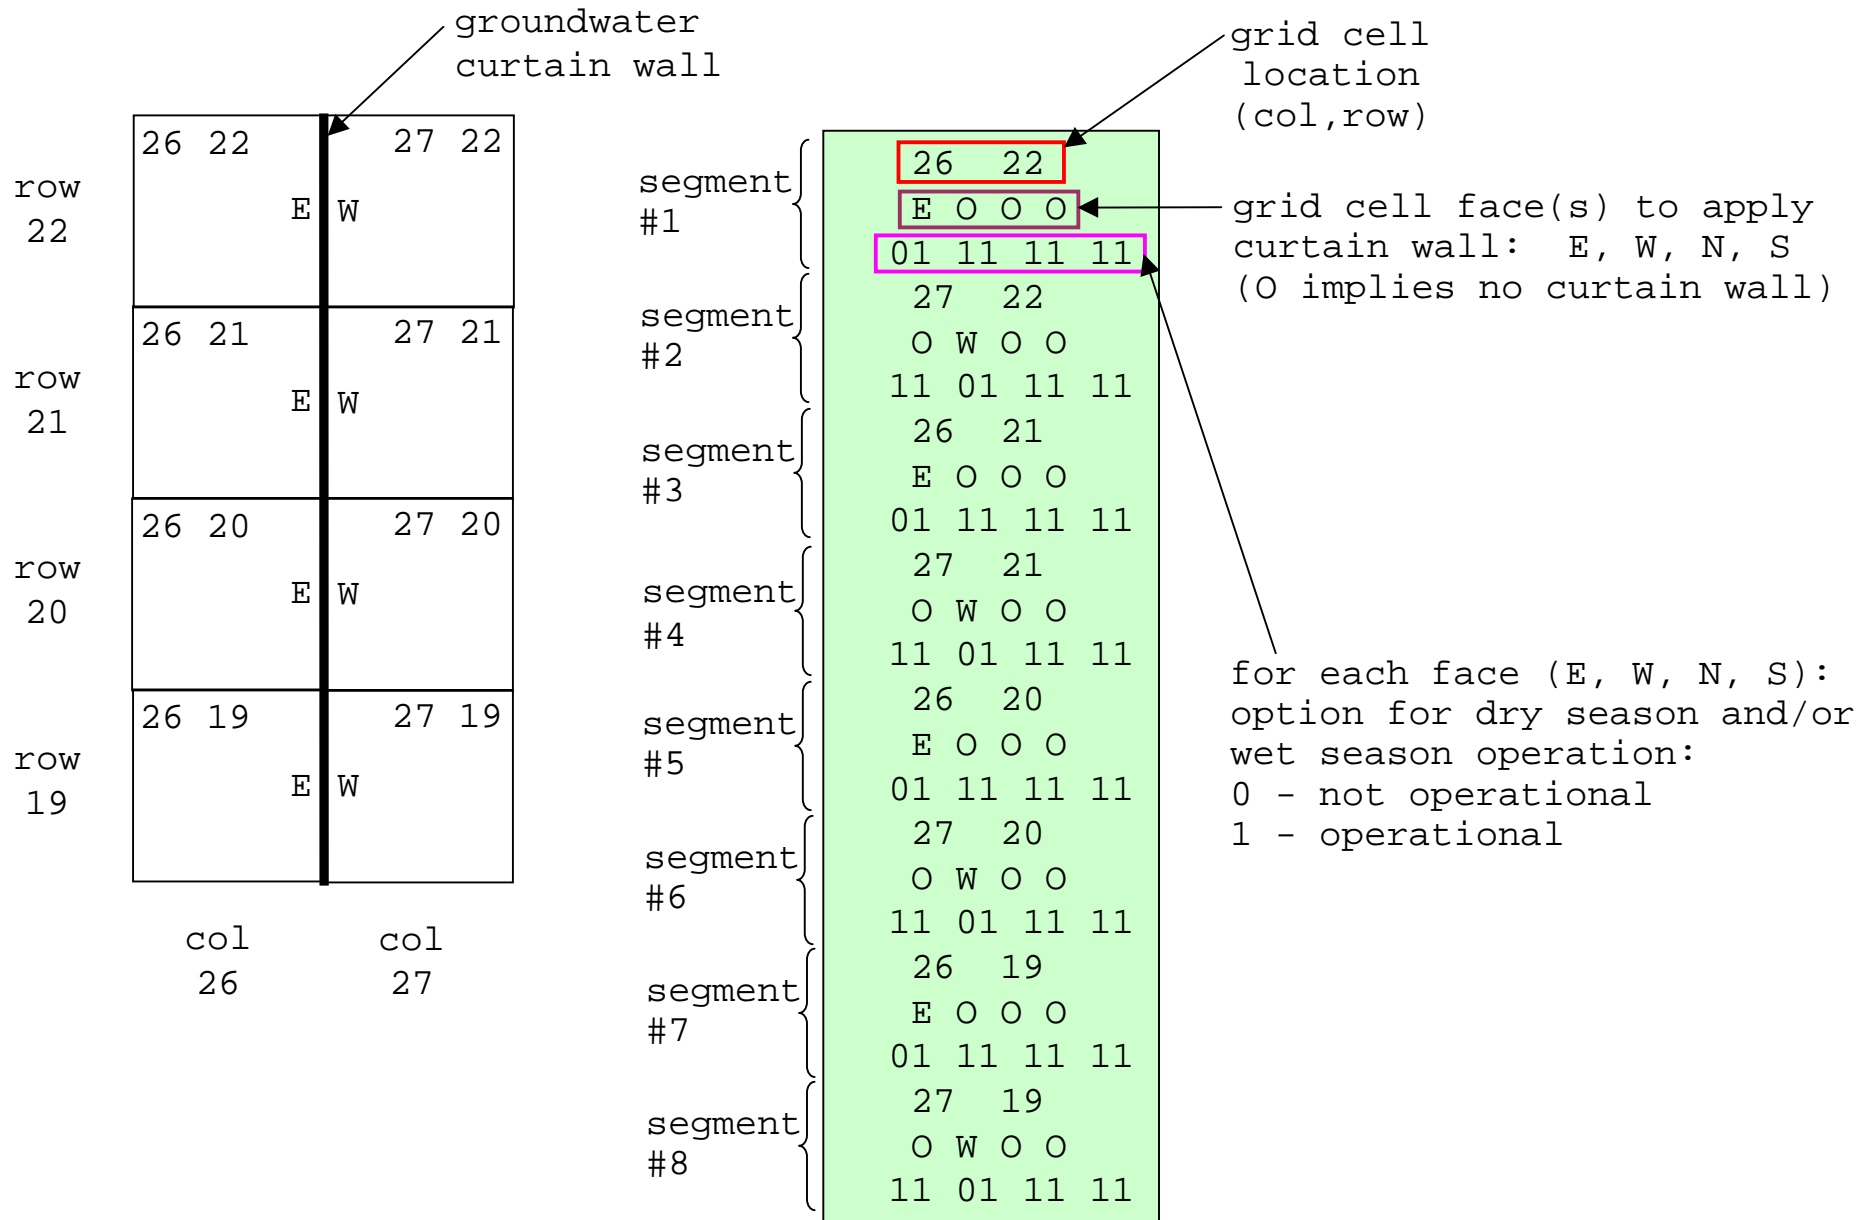 groundwater
curtain wall
row
22
row
21
row
20
row
19
26 22
27 22
E W
26 21
27 21
E W
26 20
27 20
E W
26 19
27 19
E W
col
26
col
27
segment
#1
segment
#2
segment
#3
segment
#4
segment
#5
segment
#6
segment
#7
segment
#8
26 22
E O O O
01 11 11 11
27 22
O W O O
11 01 11 11
26 21
E O O O
01 11 11 11
27 21
O W O O
11 01 11 11
26 20
E O O O
01 11 11 11
27 20
O W O O
11 01 11 11
26 19
E O O O
01 11 11 11
27 19
O W O O
11 01 11 11
grid cell
location
(col,row)
grid cell face(s) to apply
curtain wall: E, W, N, S
(O implies no curtain wall)
for each face (E, W, N, S):
option for dry season and/or
wet season operation:
0 - not operational
1 - operational